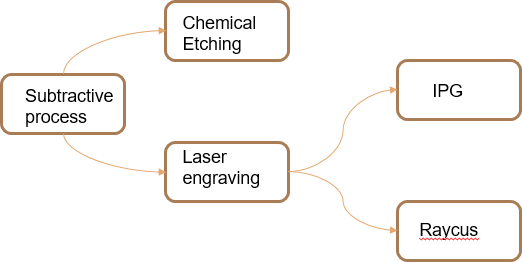 Chemical
Etching
Subtractive
process
IPG
Laser
engraving
Raycus